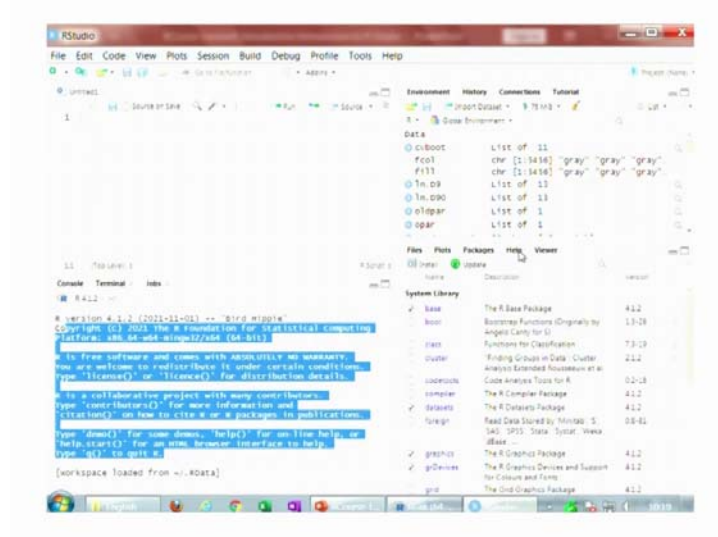 RStudio
File Edit Code View Plots Session Build Debug Profile Tools Help
Go to file/function Addins
Project: (None)
Untitled1
Source on Save Run Source
1
1:1 (Top Level) R Script
Console Terminal Jobs
R 4.1.2
R version 4.1.2 (2021-11-01) -- "Bird Hippie"
Copyright (C) 2021 The R Foundation for Statistical Computing
Platform: x86_64-w64-mingw32/x64 (64-bit)
R is free software and comes with ABSOLUTELY NO WARRANTY.
You are welcome to redistribute it under certain conditions.
Type 'license()' or 'licence()' for distribution details.
R is a collaborative project with many contributors.
Type 'contributors()' for more information and
'citation()' on how to cite R or R packages in publications.
Type 'demo()' for some demos, 'help()' for on-line help, or
'help.start()' for an HTML browser interface to help.
Type 'q()' to quit R.
[Workspace loaded from ~/.RData]
Environment History Connections Tutorial
Import Dataset List
R Global Environment
Data
cvboot List of 11
fcol chr [1:5456] "gray" "gray" "gray"
fill chr [1:5456] "gray" "gray" "gray"
lm.D9 List of 13
lm.D90 List of 13
oldpar List of 1
opar List of 1
Files Plots Packages Help Viewer
Install Update
Name Description Version
System Library
base The R Base Package 4.1.2
boot Bootstrap Functions (Originally by Angelo Canty for S) 1.3-28
class Functions for Classification 7.3-19
cluster "Finding Groups in Data": Cluster Analysis Extended Rousseeuw et al. 2.1.2
codetools Code Analysis Tools for R 0.2-18
compiler The R Compiler Package 4.1.2
datasets The R Datasets Package 4.1.2
foreign Read Data Stored by 'Minitab', 'S', 'SAS', 'SPSS', 'Stata', 'Systat', 'Weka', 'dBase', ... 0.8-81
graphics The R Graphics Package 4.1.2
grDevices The R Graphics Devices and Support for Colours and Fonts 4.1.2
grid The Grid Graphics Package 4.1.2
English
10:19